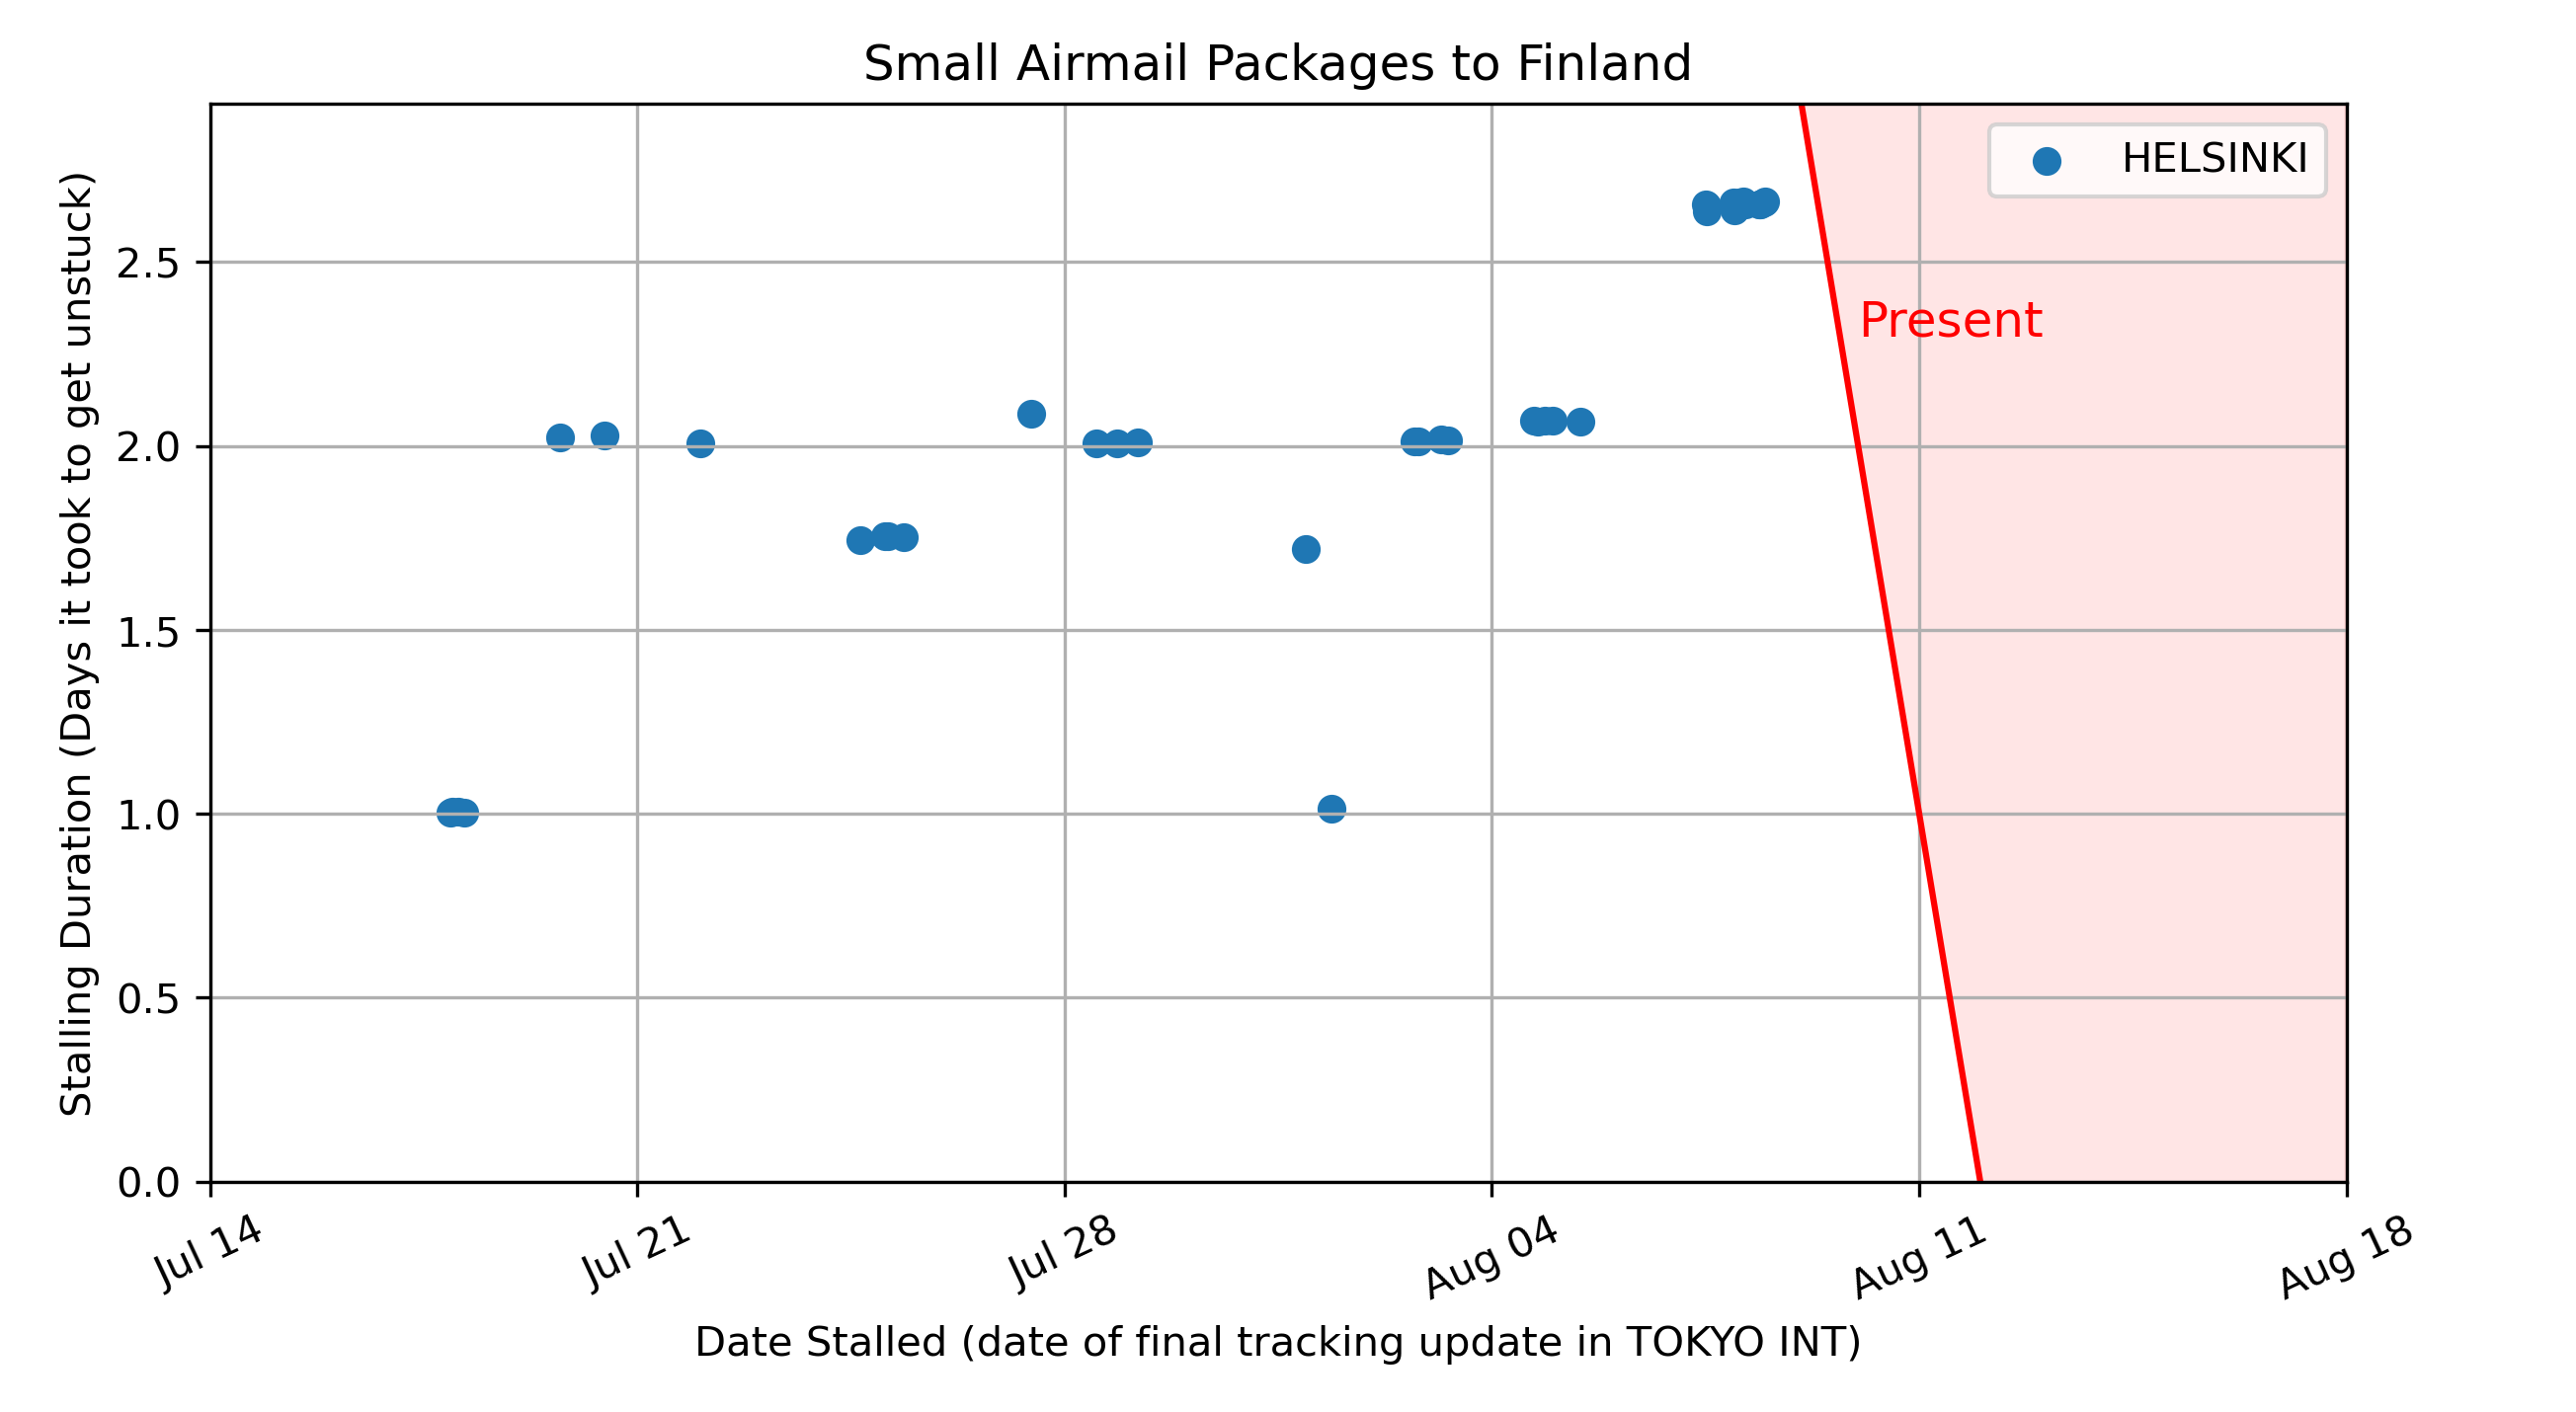 Small Airmail Packages to Finland
HELSINKI
Present
Stalling Duration (Days it took to get unstuck)
2.5
2.0
1.5
1.0
0.5
0.0
Jul 14
Jul 21
Jul 28
Aug 04
Aug 11
Aug 18
Date Stalled (date of final tracking update in TOKYO INT)